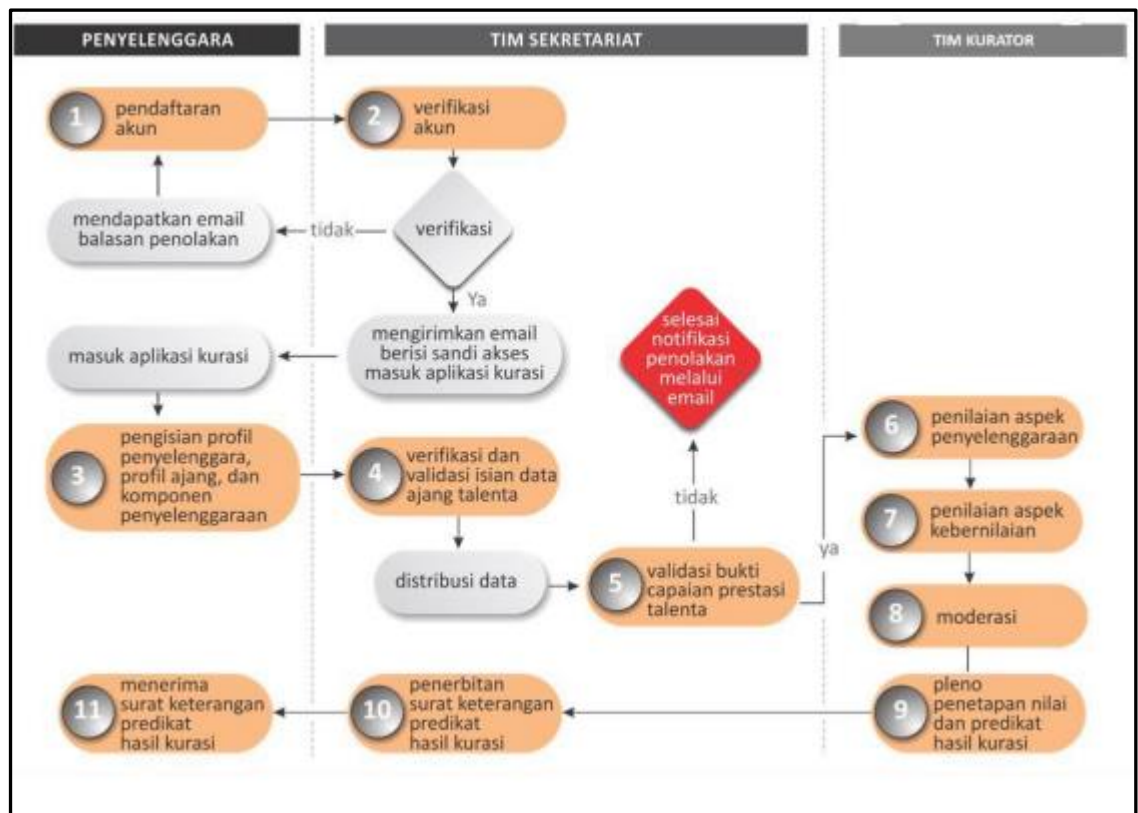 PENYELENGGARA
TIM SEKRETARIAT
TIM KURATOR
1
pendaftaran
akun
2
verifikasi
akun
mendapatkan email
balasan penolakan
tidak
verifikasi
Ya
masuk aplikasi kurasi
mengirimkan email
berisi sandi akses
masuk aplikasi kurasi
selesai
notifikasi
penolakan
melalui
email
3
pengisian profil
penyelenggara,
profil ajang, dan
komponen
penyelenggaraan
4
verifikasi dan
validasi isian data
ajang talenta
tidak
distribusi data
5
validasi bukti
capaian prestasi
talenta
ya
6
penilaian aspek
penyelenggaraan
7
penilaian aspek
kebernilaian
8
moderasi
9
pleno
penetapan nilai
dan predikat
hasil kurasi
10
penerbitan
surat keterangan
predikat
hasil kurasi
11
menerima
surat keterangan
predikat
hasil kurasi